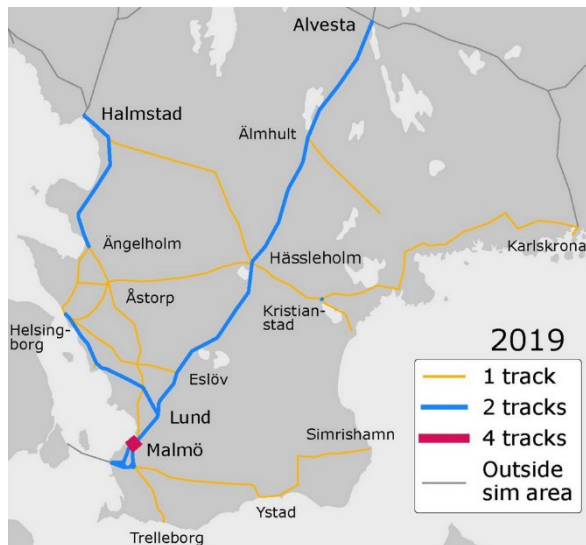 Alvesta
Halmstad
Älmhult
Ängelholm
Hässleholm
Karlskrona
Åstorp
Kristian-
stad
Helsing-
borg
Eslöv
Lund
Malmö
Simrishamn
Ystad
Trelleborg
2019
1 track
2 tracks
4 tracks
Outside
sim area